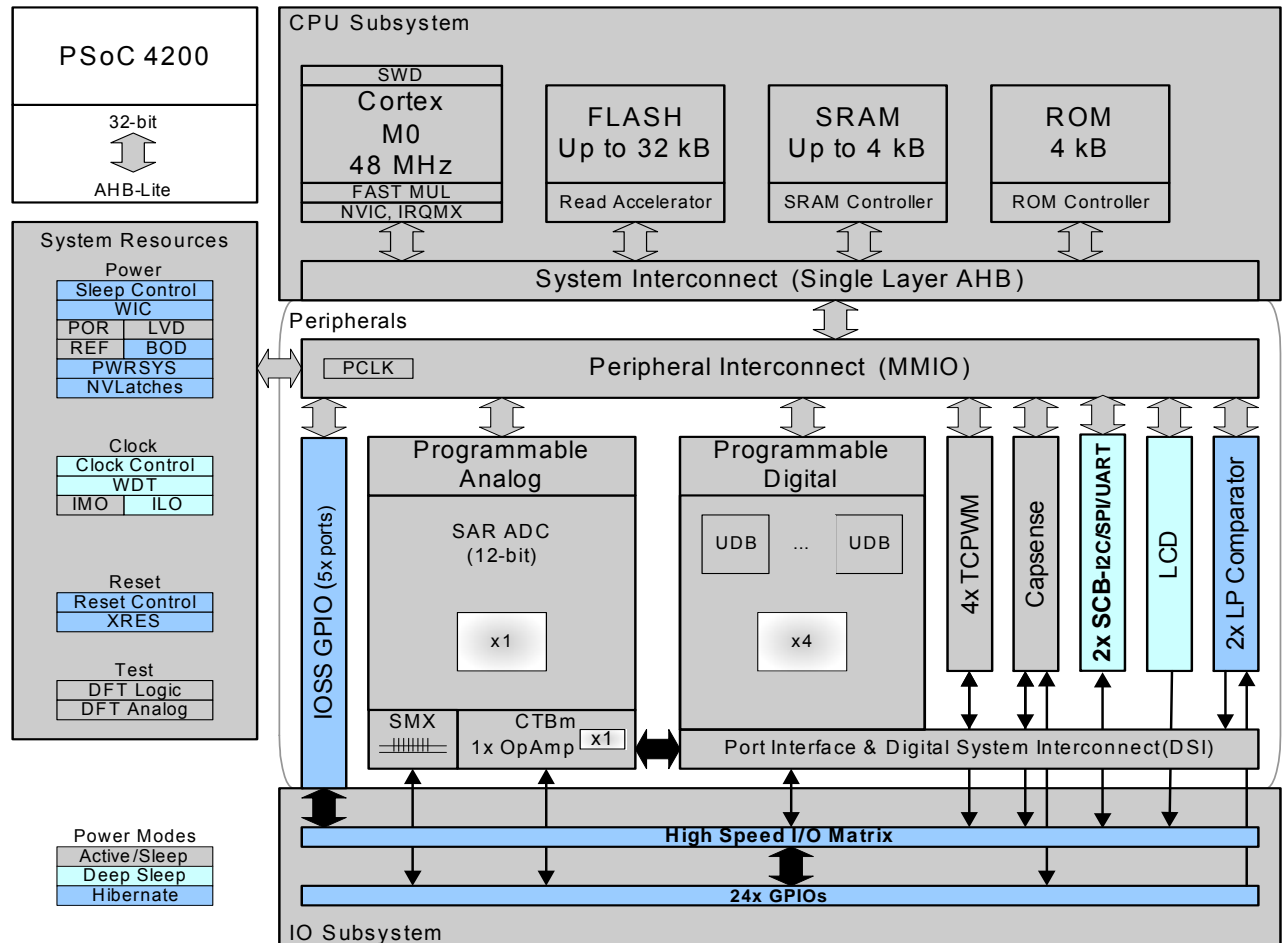 PSoC 4200
32-bit
AHB-Lite
CPU Subsystem
SWD
Cortex
M0
48 MHz
FAST MUL
NVIC, IRQMX
FLASH
Up to 32 kB
Read Accelerator
SRAM
Up to 4 kB
SRAM Controller
ROM
4 kB
ROM Controller
System Interconnect (Single Layer AHB)
System Resources
Power
Sleep Control
WIC
POR LVD
REF BOD
PWRSYS
NVLatches
Clock
Clock Control
WDT
IMO ILO
Reset
Reset Control
XRES
Test
DFT Logic
DFT Analog
Peripherals
PCLK
Peripheral Interconnect (MMIO)
IOSS GPIO (5x ports)
Programmable
Analog
SAR ADC
(12-bit)
x1
SMX
CTBm
1x OpAmp
x1
Programmable
Digital
UDB ... UDB
x4
4x TCPWM
Capsense
2x SCB-I2C/SPI/UART
LCD
2x LP Comparator
Port Interface & Digital System Interconnect(DSI)
Power Modes
Active/Sleep
Deep Sleep
Hibernate
High Speed I/O Matrix
24x GPIOs
IO Subsystem